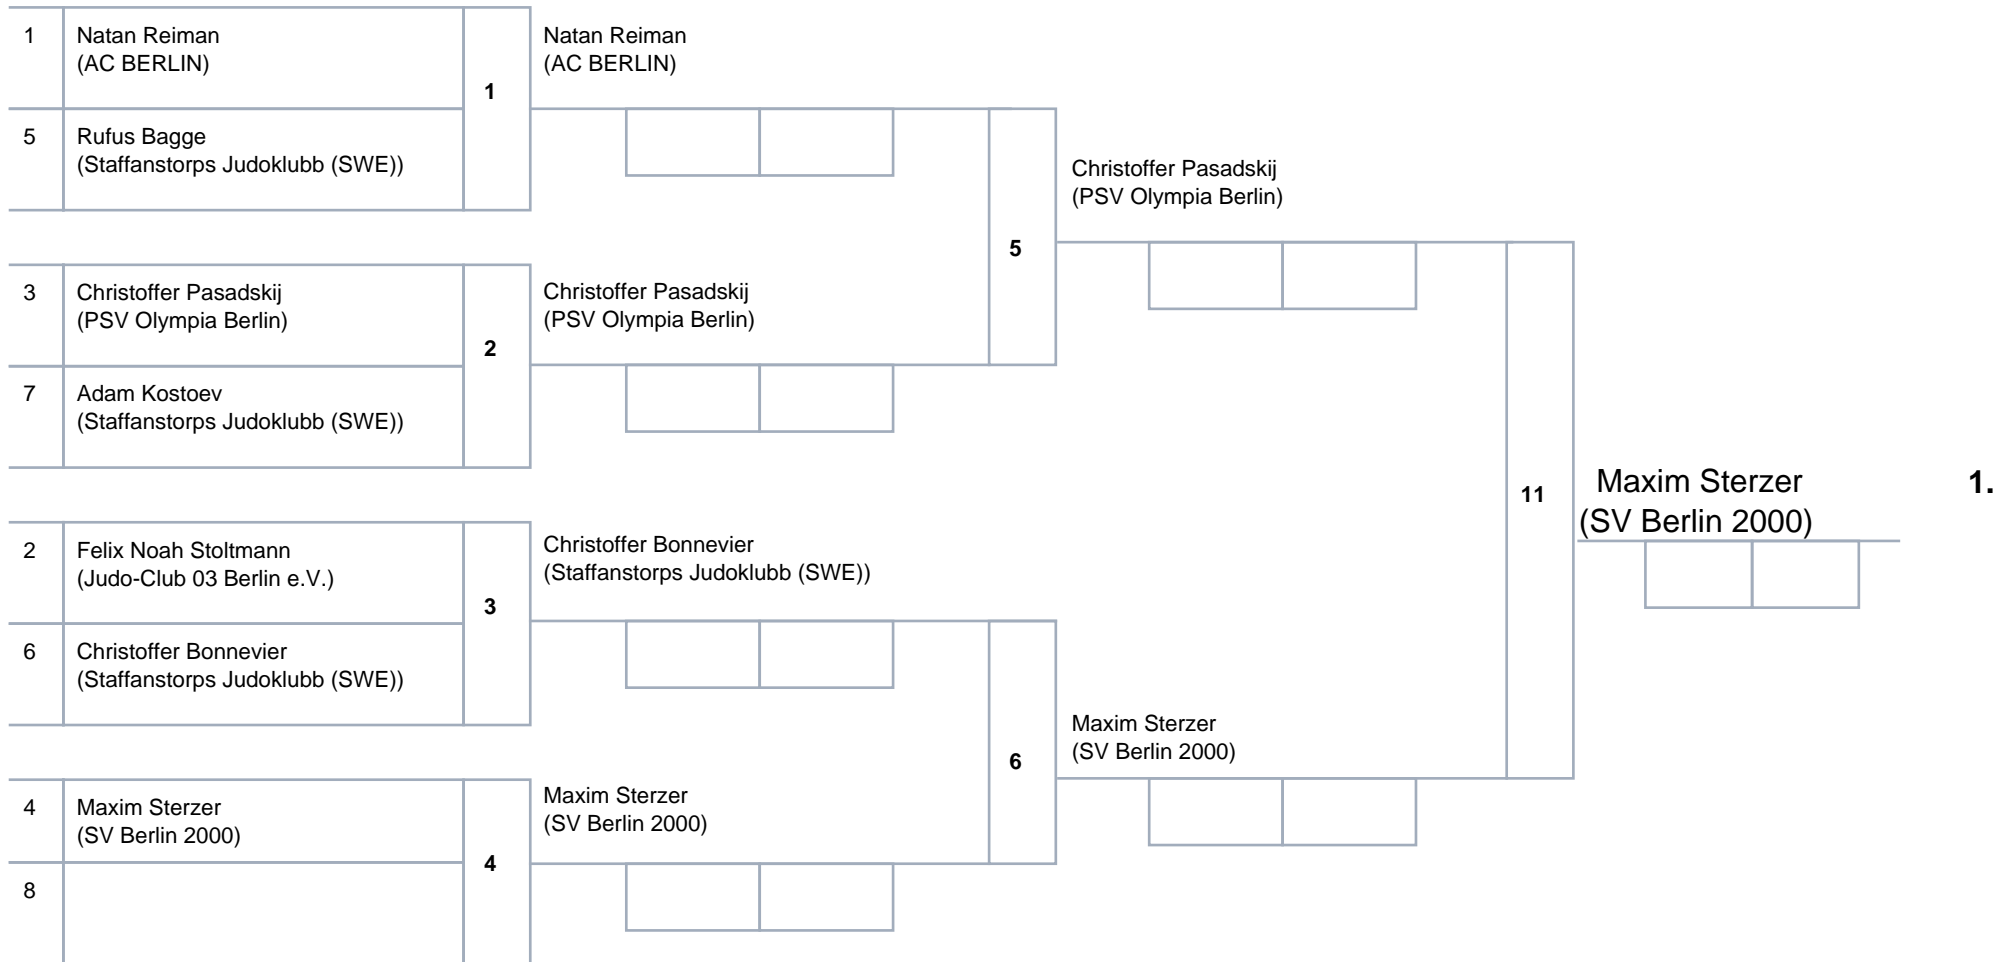 1
Natan Reiman
(AC BERLIN)
5
Rufus Bagge
(Staffanstorps Judoklubb (SWE))
1
3
Christoffer Pasadskij
(PSV Olympia Berlin)
7
Adam Kostoev
(Staffanstorps Judoklubb (SWE))
2
2
Felix Noah Stoltmann
(Judo-Club 03 Berlin e.V.)
6
Christoffer Bonnevier
(Staffanstorps Judoklubb (SWE))
3
4
Maxim Sterzer
(SV Berlin 2000)
8
4
Natan Reiman
(AC BERLIN)
Christoffer Pasadskij
(PSV Olympia Berlin)
5
Christoffer Bonnevier
(Staffanstorps Judoklubb (SWE))
Maxim Sterzer
(SV Berlin 2000)
6
Christoffer Pasadskij
(PSV Olympia Berlin)
Maxim Sterzer
(SV Berlin 2000)
11
Maxim Sterzer
(SV Berlin 2000)
1.